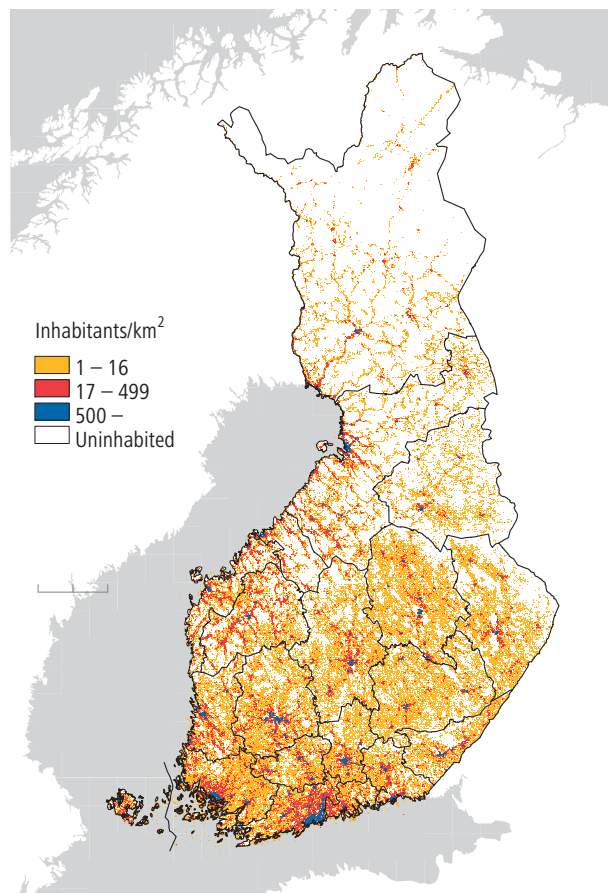 Inhabitants/km²
1 – 16
17 – 499
500 –
Uninhabited